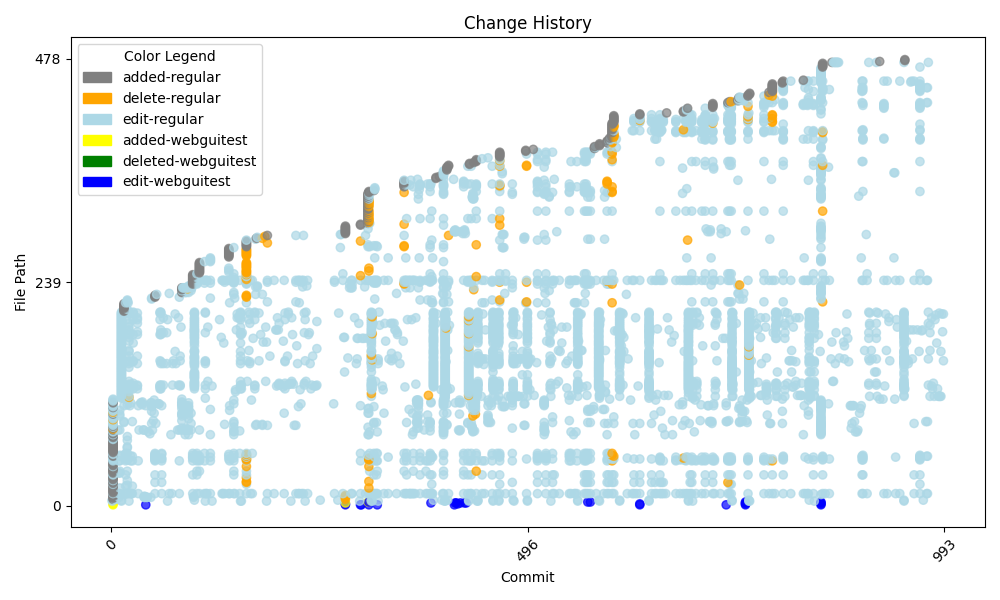 Change History
Color Legend
added-regular
delete-regular
edit-regular
added-webguitest
deleted-webguitest
edit-webguitest
478
239
0
File Path
0
496
993
Commit